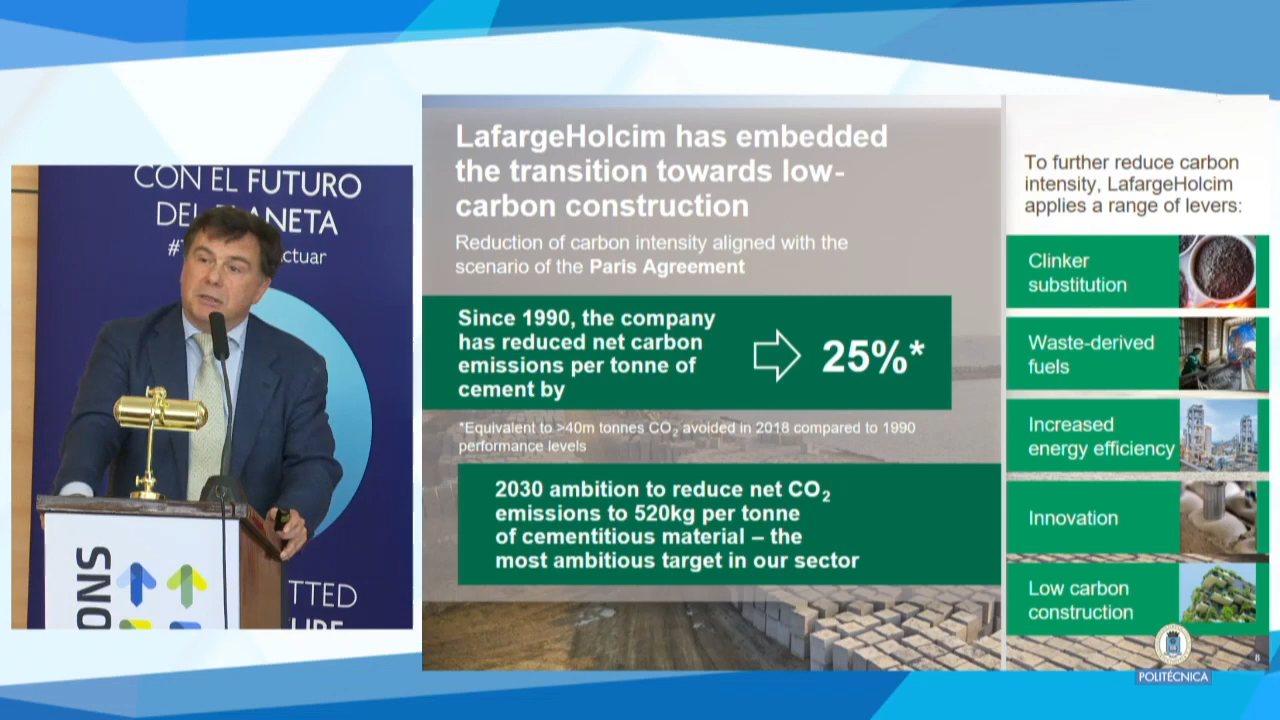 CON EL FUTURO
DEL PLANETA
ctuar
ONS
TTED
LafargeHolcim has embedded
the transition towards low-
carbon construction
Reduction of carbon intensity aligned with the
scenario of the Paris Agreement
Since 1990, the company
has reduced net carbon
emissions per tonne of
cement by
25%*
*Equivalent to >40m tonnes CO₂ avoided in 2018 compared to 1990
performance levels
2030 ambition to reduce net CO₂
emissions to 520kg per tonne
of cementitious material – the
most ambitious target in our sector
To further reduce carbon
intensity, LafargeHolcim
applies a range of levers:
Clinker
substitution
Waste-derived
fuels
Increased
energy efficiency
Innovation
Low carbon
construction
8
POLITÉCNICA